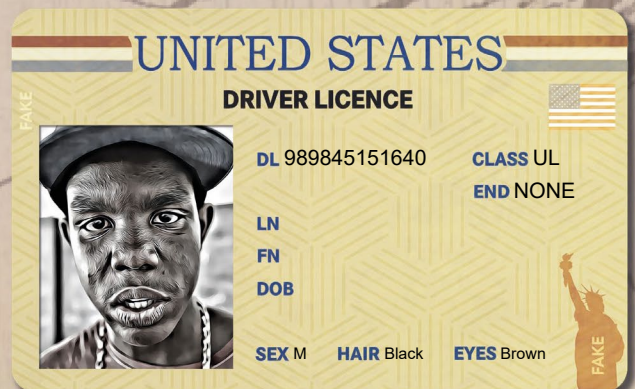 UNITED STATES
DRIVER LICENCE
FAKE
DL 989845151640
CLASS UL
END NONE
LN
FN
DOB
SEX M HAIR Black EYES Brown
FAKE